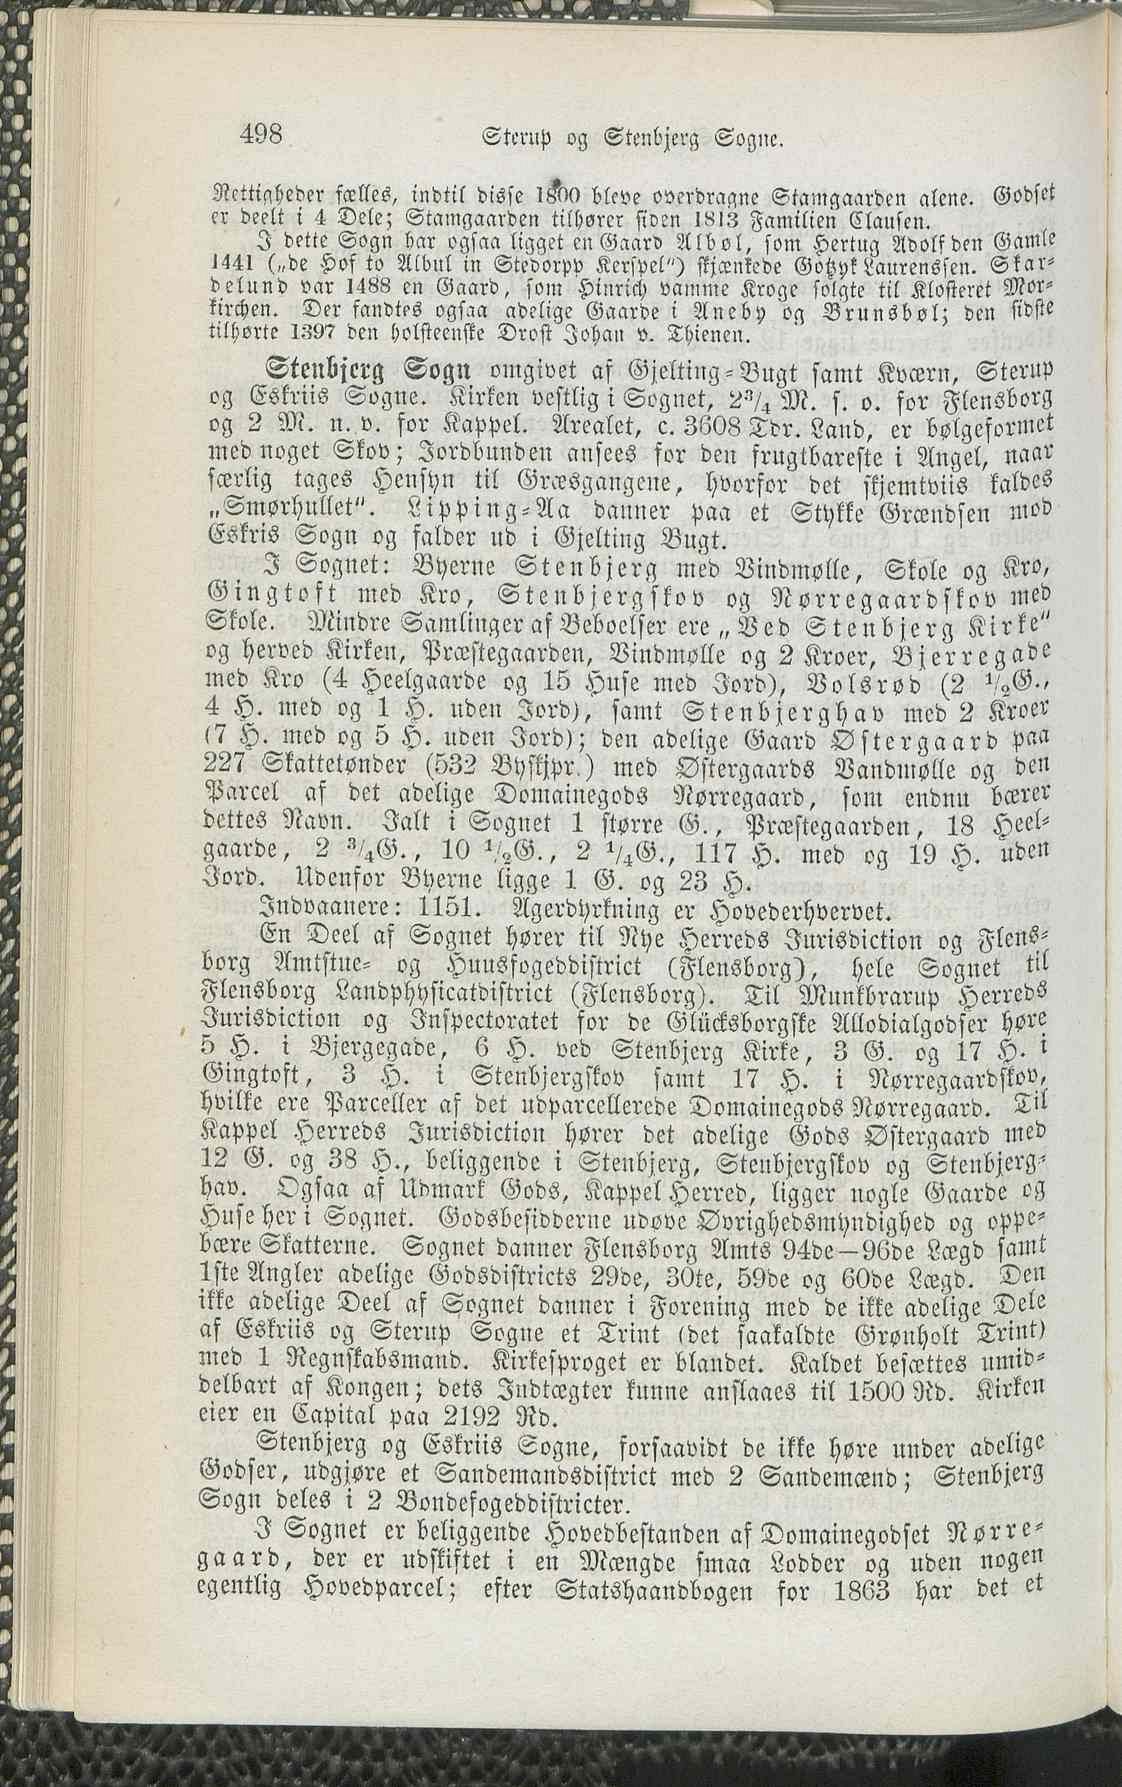 498 Sterup og Stenbjerg Sogne.
Rettigheder fælles, indtil disse 1800 bleve overdragne Stamgaarden alene. Godset
er deelt i 4 Dele; Stamgaarden tilhører siden 1813 Familien Clausen.
I dette Sogn har ogsaa ligget en Gaard Albøl, som Hertug Adolf den Gamle
1441 („de Hof to Albul in Stedorpp Kerspel") skjænkede Gotzyk Laurenssen. Skar-
delund var 1488 en Gaard, som Hinrich vamme Kroge solgte til Klosteret Mor-
kirchen. Der fandtes ogsaa adelige Gaarde i Aneby og Brunsbøl; den sidste
tilhørte 1397 den holsteenske Drost Johan v. Thienen.
Stenbjerg Sogn omgivet af Gjelting-Bugt samt Kværn, Sterup
og Eskriis Sogne. Kirken vestlig i Sognet, 2¾ M. s. o. for Flensborg
og 2 M. n. v. for Kappel. Arealet, c. 3608 Tdr. Land, er bølgeformet
med noget Skov; Jordbunden ansees for den frugtbareste i Angel, naar
særlig tages Hensyn til Græsgangene, hvorfor det skjemtviis kaldes
„Smørhullet". Lipping-Aa danner paa et Stykke Grændsen mod
Eskris Sogn og falder ud i Gjelting Bugt.
I Sognet: Byerne Stenbjerg med Vindmølle, Skole og Kro,
Gingtoft med Kro, Stenbjergskov og Nørregaardskov med
Skole. Mindre Samlinger af Beboelser ere „Ved Stenbjerg Kirke"
og herved Kirken, Præstegaarden, Vindmølle og 2 Kroer, Bjerregade
med Kro (4 Heelgaarde og 15 Huse med Jord), Volsrød (2 ½G.,
4 H. med og 1 H. uden Jord), samt Stenbjerghav med 2 Kroer
(7 H. med og 5 H. uden Jord); den adelige Gaard Østergaard paa
227 Skattetønder (532 Byskjpr.) med Østergaards Vandmølle og den
Parcel af det adelige Domainegods Nørregaard, som endnu bærer
dettes Navn. Ialt i Sognet 1 større G., Præstegaarden, 18 Heel-
gaarde, 2 ¾G., 10 ½G., 2 ¼G., 117 H. med og 19 H. uden
Jord. Udenfor Byerne ligge 1 G. og 23 H.
Indvaanere: 1151. Agerdyrkning er Hovederhvervet.
En Deel af Sognet hører til Nye Herreds Jurisdiction og Flens-
borg Amtstue- og Huusfogeddistrict (Flensborg), hele Sognet til
Flensborg Landphysicatdistrict (Flensborg). Til Munkbrarup Herreds
Jurisdiction og Inspectoratet for de Glücksborgske Allodialgodser høre
5 H. i Bjergegade, 6 H. ved Stenbjerg Kirke, 3 G. og 17 H. i
Gingtoft, 3 H. i Stenbjergskov samt 17 H. i Nørregaardskov,
hvilke ere Parceller af det udparcellerede Domainegods Nørregaard. Til
Kappel Herreds Jurisdiction hører det adelige Gods Østergaard med
12 G. og 38 H., beliggende i Stenbjerg, Stenbjergskov og Stenbjerg-
hav. Ogsaa af Udmark Gods, Kappel Herred, ligger nogle Gaarde og
Huse her i Sognet. Godsbesidderne udøve Øvrighedsmyndighed og oppe-
bære Skatterne. Sognet danner Flensborg Amts 94de—96de Lægd samt
1ste Angler adelige Godsdistricts 29de, 30te, 59de og 60de Lægd. Den
ikke adelige Deel af Sognet danner i Forening med de ikke adelige Dele
af Eskriis og Sterup Sogne et Trint (det saakaldte Grønholt Trint)
med 1 Regnskabsmand. Kirkesproget er blandet. Kaldet besættes umid-
delbart af Kongen; dets Indtægter kunne anslaaes til 1500 Rd. Kirken
eier en Capital paa 2192 Rd.
Stenbjerg og Eskriis Sogne, forsaavidt de ikke høre under adelige
Godser, udgjøre et Sandemandsdistrict med 2 Sandemænd; Stenbjerg
Sogn deles i 2 Bondefogeddistricter.
I Sognet er beliggende Hovedbestanden af Domainegodset Nørre-
gaard, der er udskiftet i en Mængde smaa Lodder og uden nogen
egentlig Hovedparcel; efter Statshaandbogen for 1863 har det et